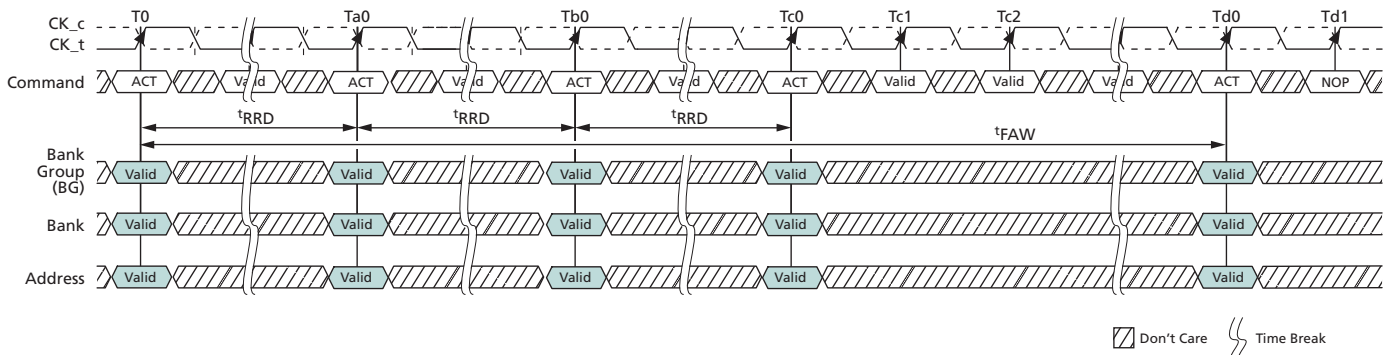 T0 Ta0 Tb0 Tc0 Tc1 Tc2 Td0 Td1
CK_c
CK_t
Command ACT Valid ACT Valid ACT Valid ACT Valid Valid Valid ACT NOP
tRRD tRRD tRRD
tFAW
Bank
Group
(BG)
Valid Valid Valid Valid Valid
Bank Valid Valid Valid Valid Valid
Address Valid Valid Valid Valid Valid
Don't Care Time Break